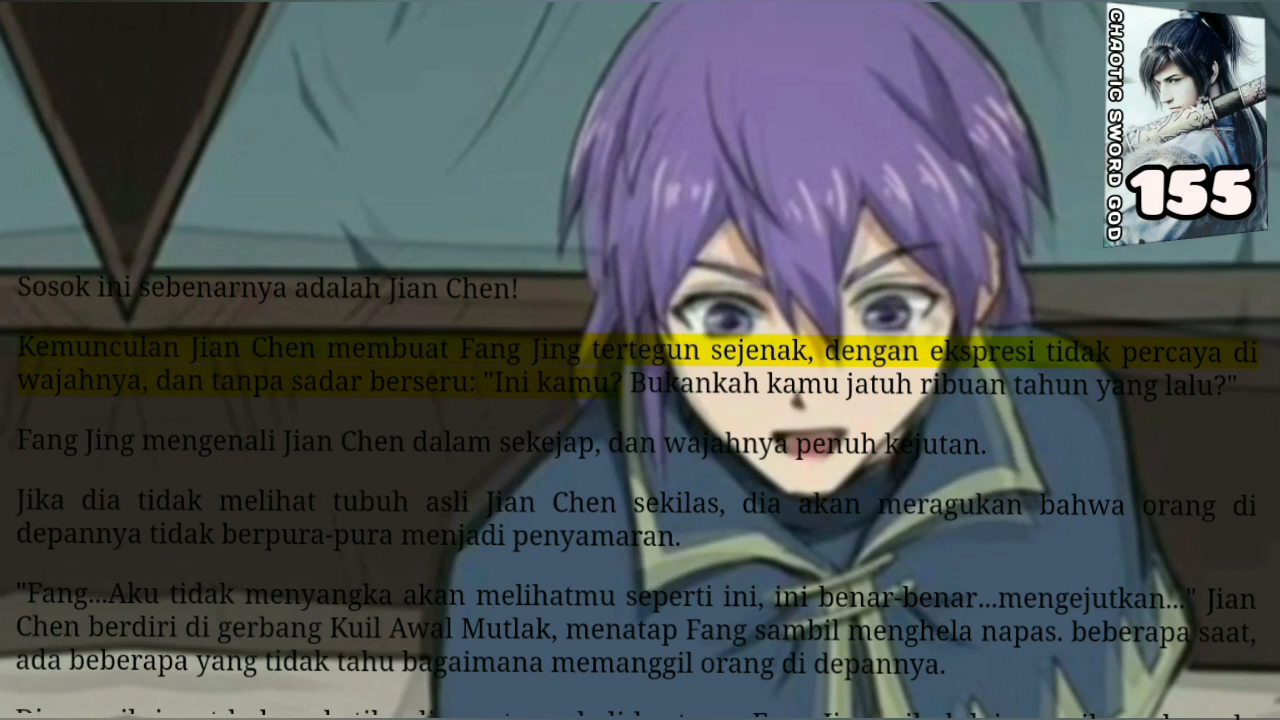 CHAOTIC SWORD GOD
155
Sosok ini sebenarnya adalah Jian Chen!
Kemunculan Jian Chen membuat Fang Jing tertegun sejenak, dengan ekspresi tidak percaya di
wajahnya, dan tanpa sadar berseru: "Ini kamu? Bukankah kamu jatuh ribuan tahun yang lalu?"
Fang Jing mengenali Jian Chen dalam sekejap, dan wajahnya penuh kejutan.
Jika dia tidak melihat tubuh asli Jian Chen sekilas, dia akan meragukan bahwa orang di
depannya tidak berpura-pura menjadi penyamaran.
"Fang...Aku tidak menyangka akan melihatmu seperti ini, ini benar-benar...mengejutkan..." Jian
Chen berdiri di gerbang Kuil Awal Mutlak, menatap Fang sambil menghela napas. beberapa saat,
ada beberapa yang tidak tahu bagaimana memanggil orang di depannya.